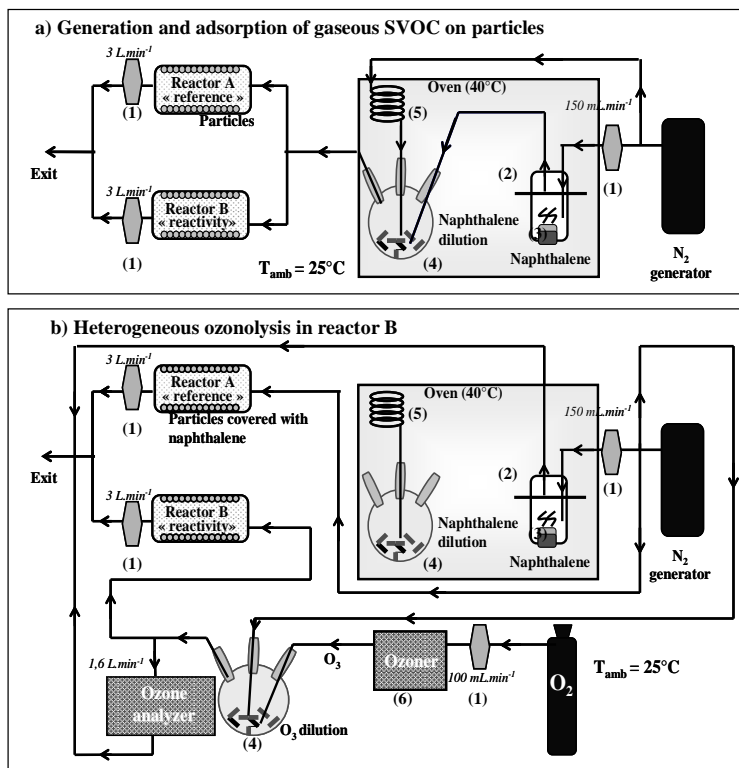 a) Generation and adsorption of gaseous SVOC on particles
3 L.min-1
Reactor A
« reference »
(1)
Particles
Exit
3 L.min-1
Reactor B
« reactivity»
(1)
Tamb = 25°C
Oven (40°C)
(5)
(2)
Naphthalene
dilution
(4)
(3)
Naphthalene
150 mL.min-1
(1)
N2
generator
b) Heterogeneous ozonolysis in reactor B
3 L.min-1
Reactor A
« reference »
(1)
Particles covered with
naphthalene
Exit
3 L.min-1
Reactor B
« reactivity»
(1)
Oven (40°C)
(5)
(2)
Naphthalene
dilution
(4)
(3)
Naphthalene
150 mL.min-1
(1)
N2
generator
1,6 L.min-1
Ozone
analyzer
(4)
O3 dilution
O3
Ozoner
(6)
100 mL.min-1
(1)
O2
Tamb = 25°C